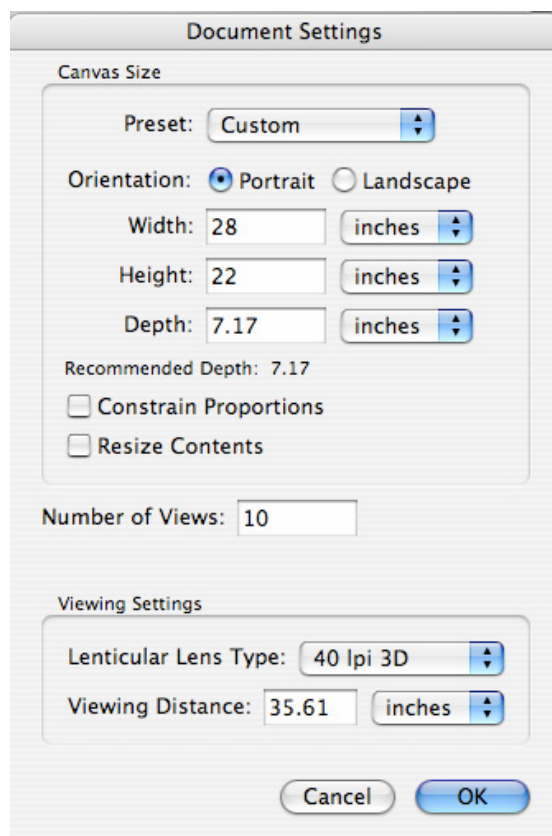 Document Settings
Canvas Size
Preset: Custom
Orientation: Portrait Landscape
Width: 28 inches
Height: 22 inches
Depth: 7.17 inches
Recommended Depth: 7.17
Constrain Proportions
Resize Contents
Number of Views: 10
Viewing Settings
Lenticular Lens Type: 40 lpi 3D
Viewing Distance: 35.61 inches
Cancel OK